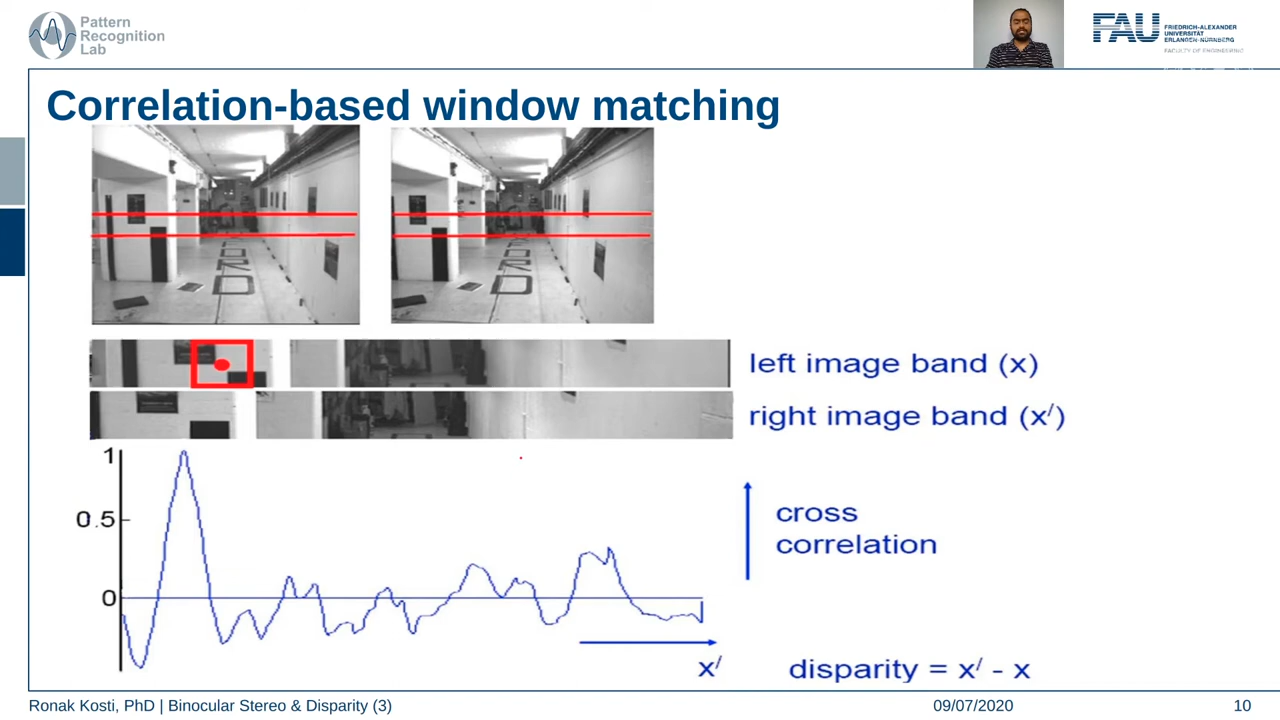 Pattern
Recognition
Lab
FAU
FRIEDRICH-ALEXANDER
UNIVERSITÄT
ERLANGEN-NÜRNBERG
FACULTY OF ENGINEERING
Correlation-based window matching
left image band (x)
right image band (x/)
1
0.5
0
cross
correlation
x/
disparity = x/ - x
Ronak Kosti, PhD | Binocular Stereo & Disparity (3)
09/07/2020
10